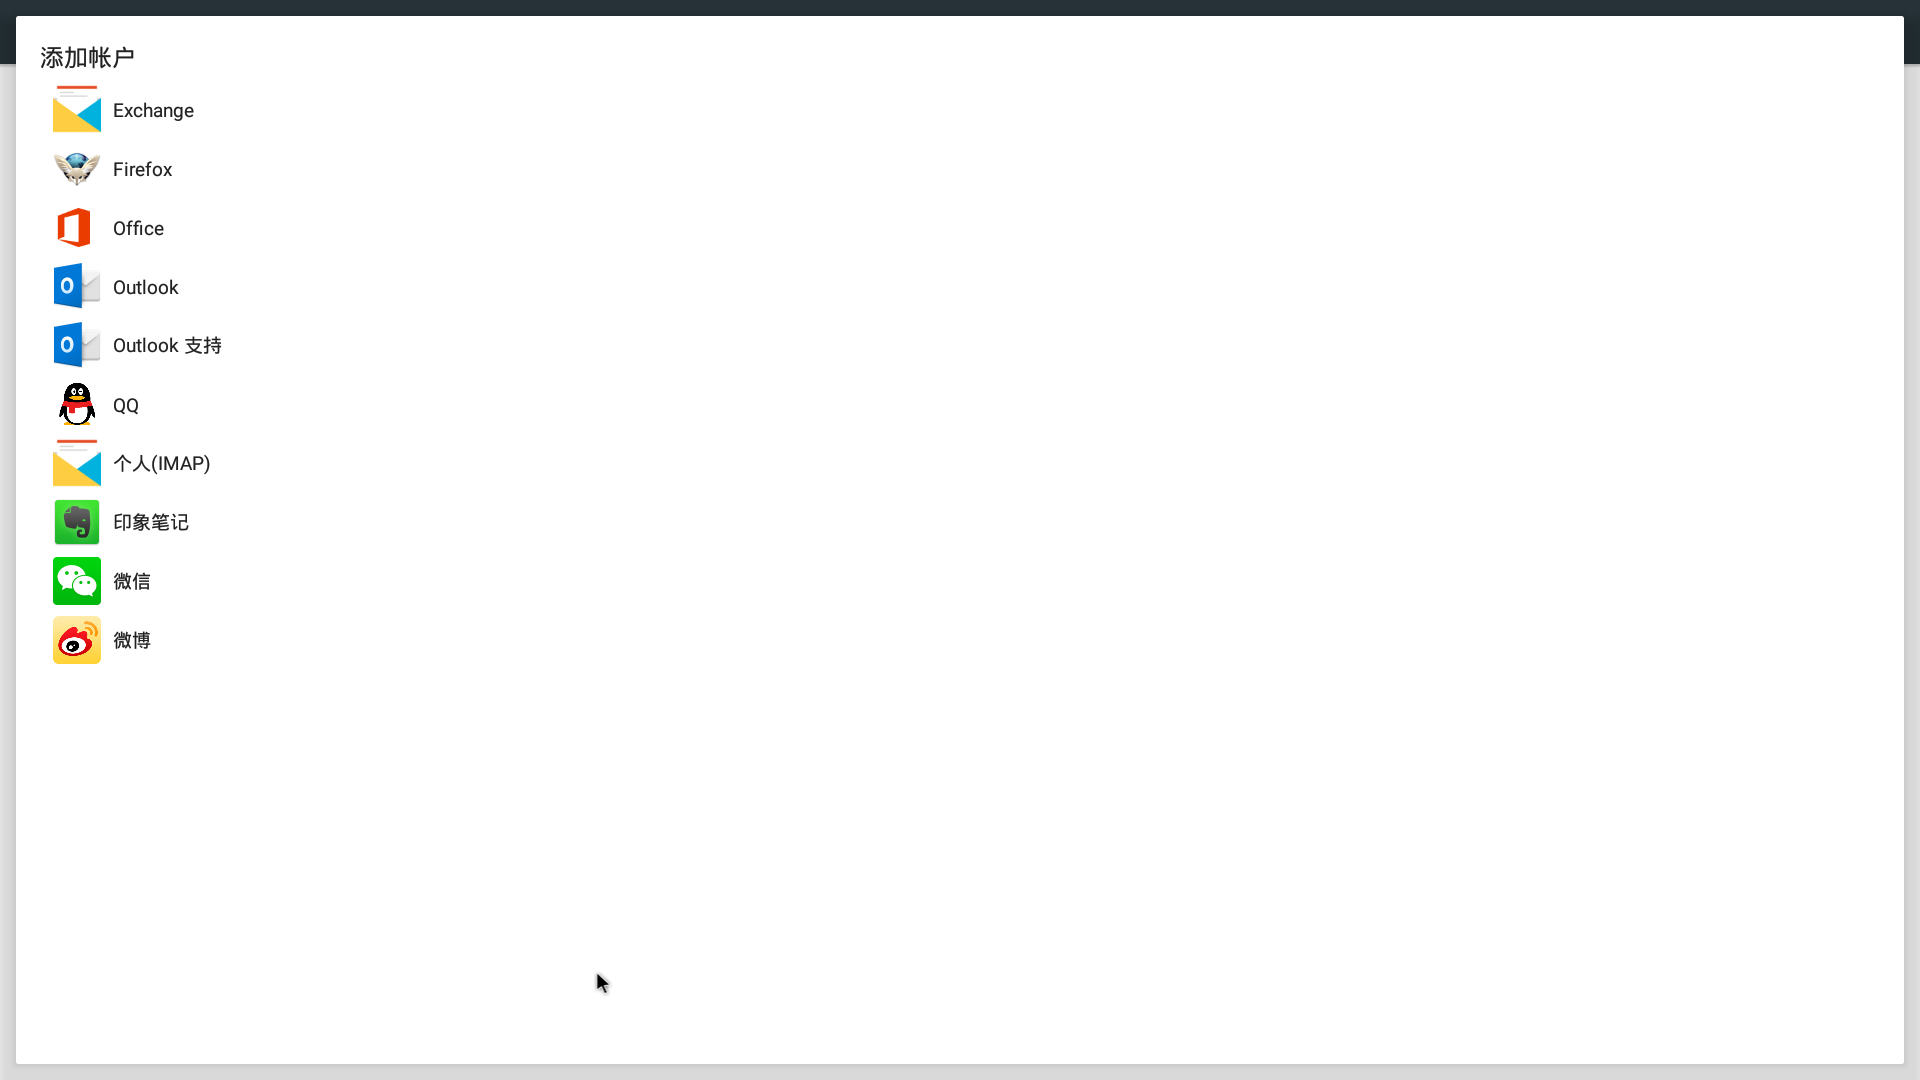 添加帐户
Exchange
Firefox
Office
Outlook
Outlook 支持
QQ
个人(IMAP)
印象笔记
微信
微博